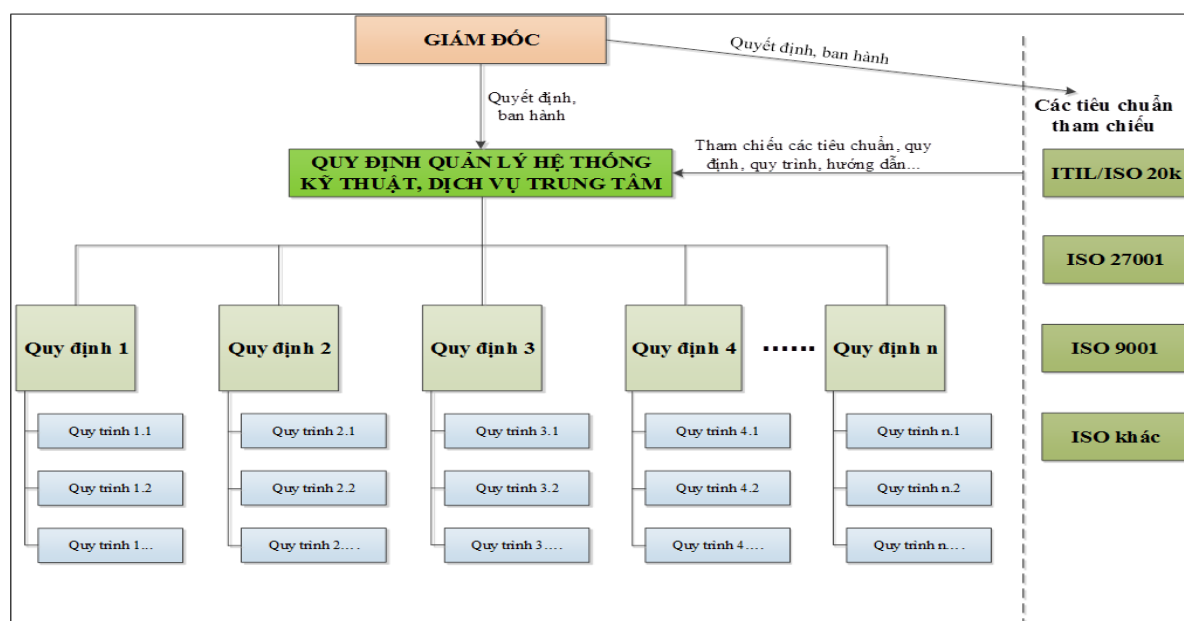 GIÁM ĐỐC
Quyết định, ban hành
Quyết định,
ban hành
Các tiêu chuẩn
tham chiếu
QUY ĐỊNH QUẢN LÝ HỆ THỐNG
KỸ THUẬT, DỊCH VỤ TRUNG TÂM
Tham chiếu các tiêu chuẩn, quy
định, quy trình, hướng dẫn...
ITIL/ISO 20k
ISO 27001
ISO 9001
ISO khác
Quy định 1
Quy định 2
Quy định 3
Quy định 4
......
Quy định n
Quy trình 1.1
Quy trình 2.1
Quy trình 3.1
Quy trình 4.1
Quy trình n.1
Quy trình 1.2
Quy trình 2.2
Quy trình 3.2
Quy trình 4.2
Quy trình n.2
Quy trình 1...
Quy trình 2....
Quy trình 3....
Quy trình 4....
Quy trình n....